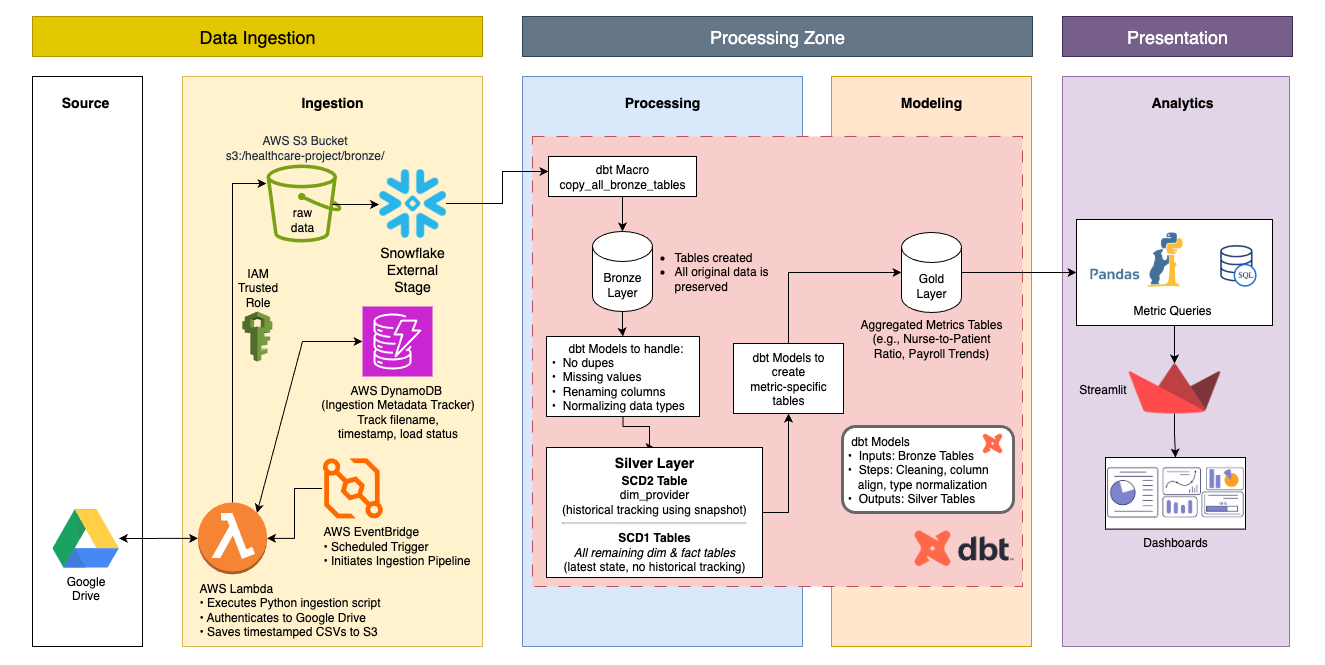 Data Ingestion
Processing Zone
Presentation
Source
Ingestion
Processing
Modeling
Analytics
AWS S3 Bucket
s3:/healthcare-project/bronze/
raw
data
Snowflake
External
Stage
IAM
Trusted
Role
AWS DynamoDB
(Ingestion Metadata Tracker)
Track filename,
timestamp, load status
AWS EventBridge
• Scheduled Trigger
• Initiates Ingestion Pipeline
Google
Drive
AWS Lambda
• Executes Python ingestion script
• Authenticates to Google Drive
• Saves timestamped CSVs to S3
dbt Macro
copy_all_bronze_tables
Bronze
Layer
• Tables created
• All original data is
preserved
dbt Models to handle:
• No dupes
• Missing values
• Renaming columns
• Normalizing data types
Silver Layer
SCD2 Table
dim_provider
(historical tracking using snapshot)
SCD1 Tables
All remaining dim & fact tables
(latest state, no historical tracking)
dbt Models to
create
metric-specific
tables
Gold
Layer
Aggregated Metrics Tables
(e.g., Nurse-to-Patient
Ratio, Payroll Trends)
dbt Models
• Inputs: Bronze Tables
• Steps: Cleaning, column
align, type normalization
• Outputs: Silver Tables
dbt
Pandas
SQL
Metric Queries
Streamlit
Dashboards